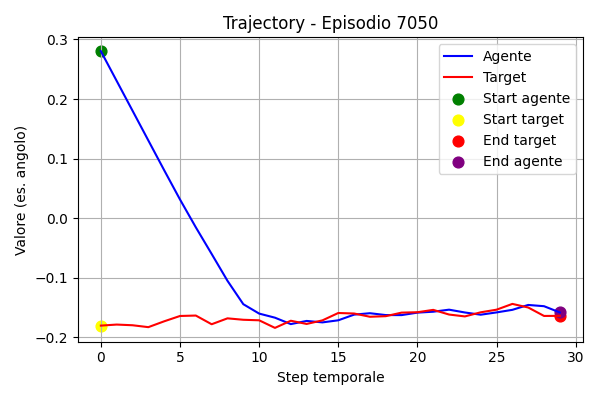 Trajectory - Episodio 7050
0.3
0.2
0.1
0.0
−0.1
−0.2
Valore (es. angolo)
Agente
Target
Start agente
Start target
End target
End agente
0 5 10 15 20 25 30
Step temporale